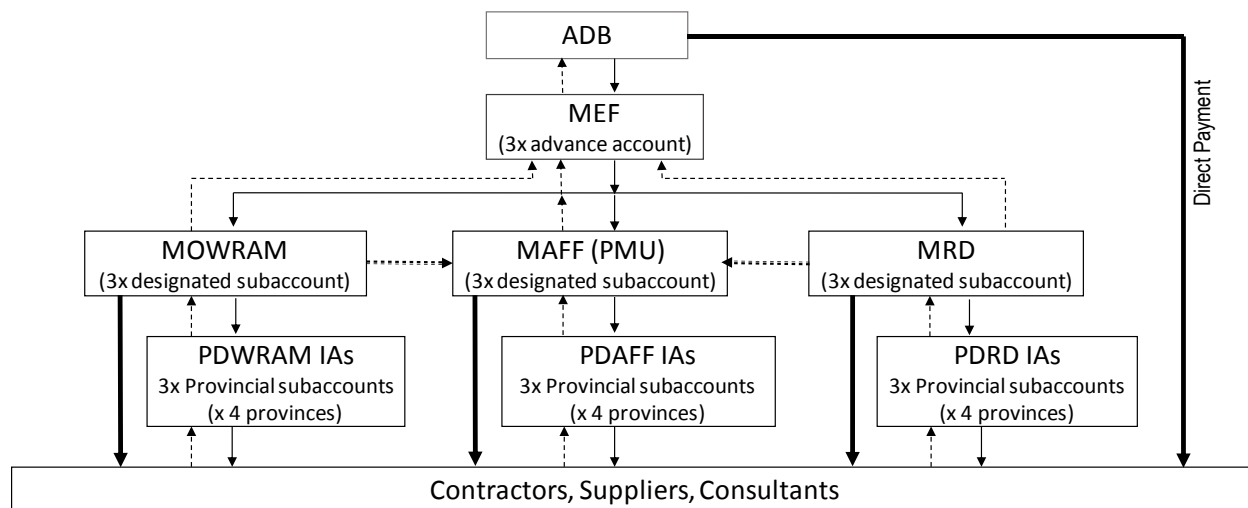 ADB
MEF
(3x advance account)
Direct Payment
MOWRAM
(3x designated subaccount)
MAFF (PMU)
(3x designated subaccount)
MRD
(3x designated subaccount)
PDWRAM IAs
3x Provincial subaccounts
(x 4 provinces)
PDAFF IAs
3x Provincial subaccounts
(x 4 provinces)
PDRD IAs
3x Provincial subaccounts
(x 4 provinces)
Contractors, Suppliers, Consultants